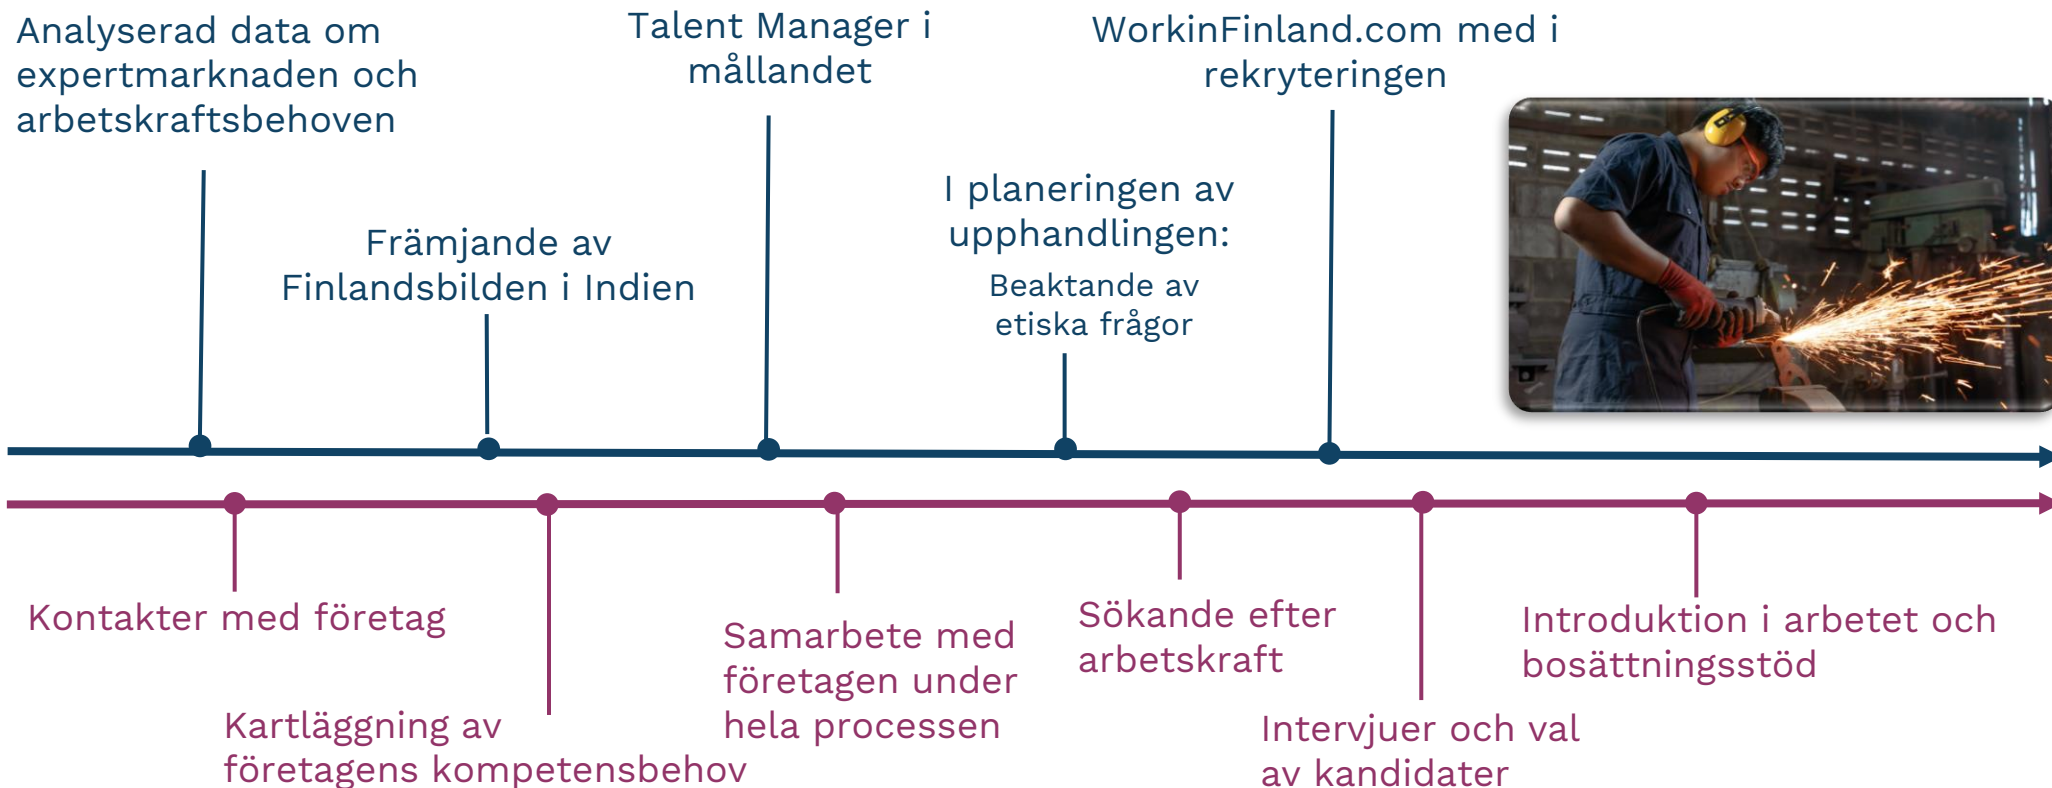 Analyserad data om
expertmarknaden och
arbetskraftsbehoven
Främjande av
Finlandsbilden i Indien
Talent Manager i
mållandet
I planeringen av
upphandlingen:
Beaktande av
etiska frågor
WorkinFinland.com med i
rekryteringen
Kontakter med företag
Kartläggning av
företagens kompetensbehov
Samarbete med
företagen under
hela processen
Sökande efter
arbetskraft
Intervjuer och val
av kandidater
Introduktion i arbetet och
bosättningsstöd